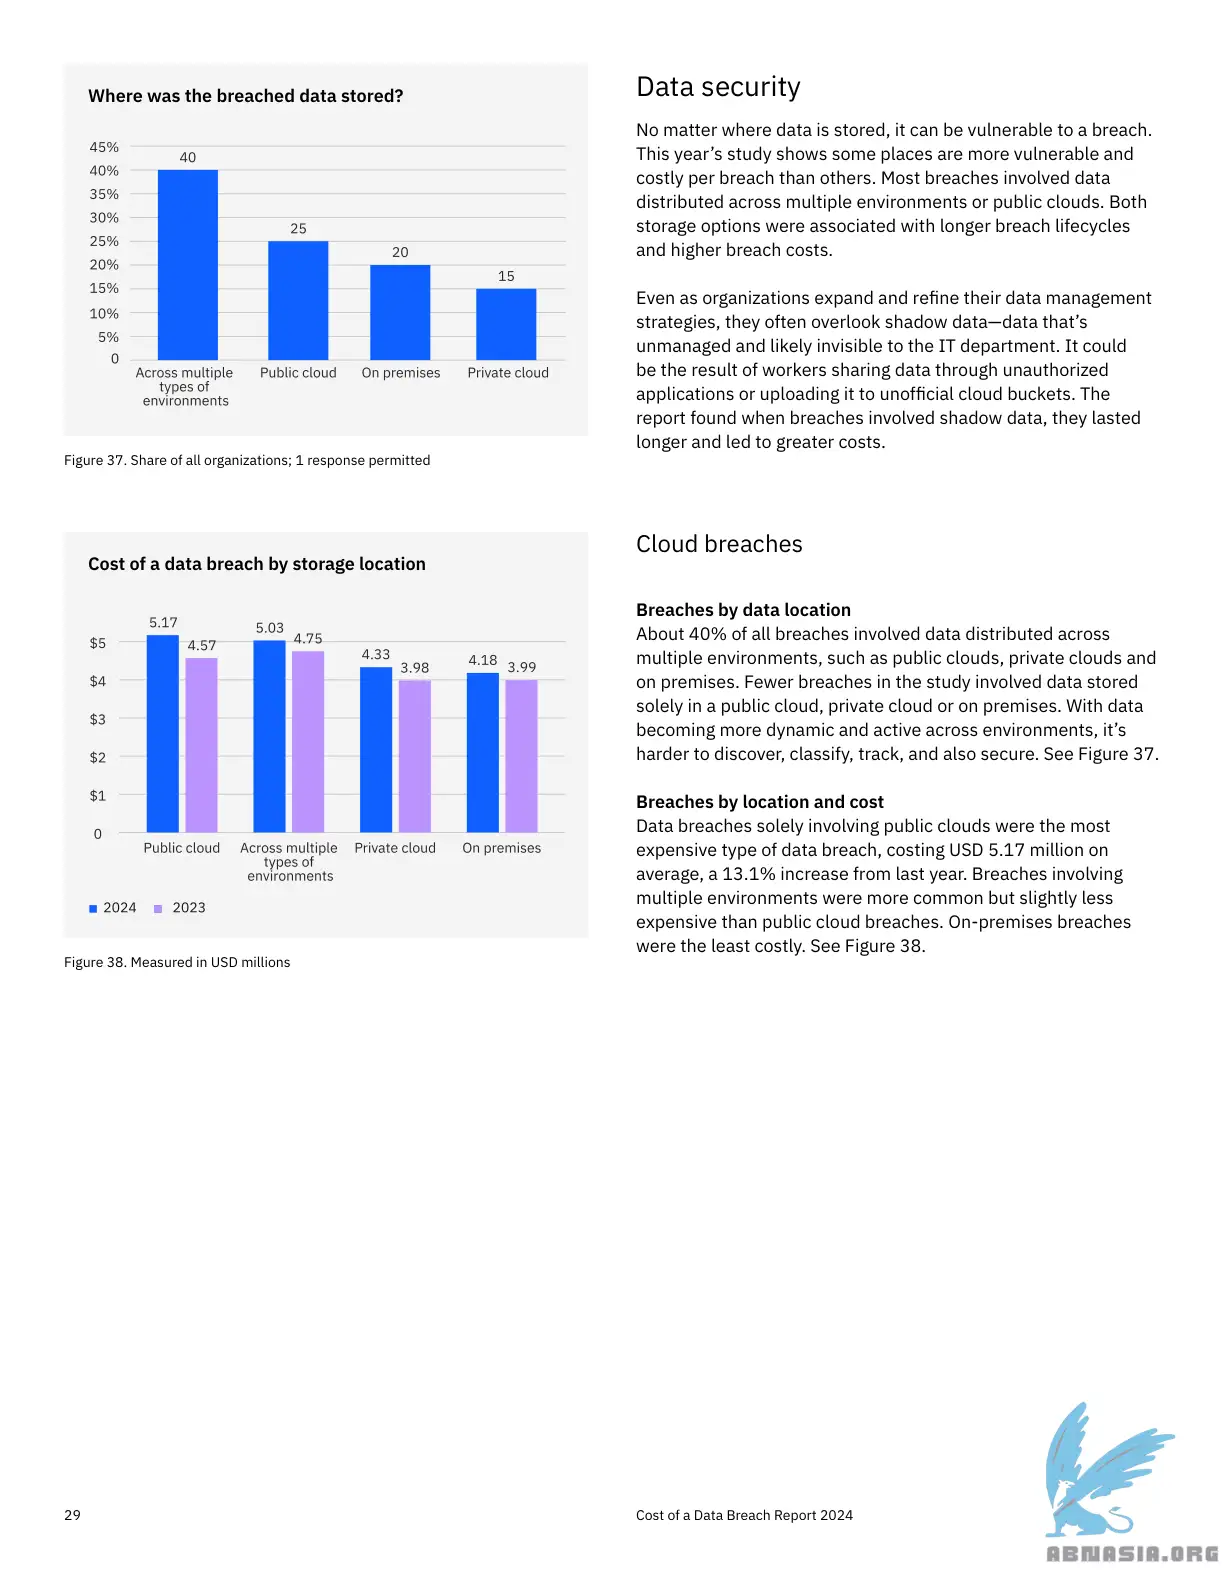 Where was the breached data stored?
45%
40%
35%
30%
25%
20%
15%
10%
5%
0
40
25
20
15
Across multiple
types of
environments
Public cloud
On premises
Private cloud
Figure 37. Share of all organizations; 1 response permitted
Data security
No matter where data is stored, it can be vulnerable to a breach.
This year’s study shows some places are more vulnerable and
costly per breach than others. Most breaches involved data
distributed across multiple environments or public clouds. Both
storage options were associated with longer breach lifecycles
and higher breach costs.
Even as organizations expand and refine their data management
strategies, they often overlook shadow data—data that’s
unmanaged and likely invisible to the IT department. It could
be the result of workers sharing data through unauthorized
applications or uploading it to unofficial cloud buckets. The
report found when breaches involved shadow data, they lasted
longer and led to greater costs.
Cost of a data breach by storage location
$5
$4
$3
$2
$1
0
5.17
4.57
5.03
4.75
4.33
3.98
4.18
3.99
Public cloud
Across multiple
types of
environments
Private cloud
On premises
2024
2023
Figure 38. Measured in USD millions
Cloud breaches
Breaches by data location
About 40% of all breaches involved data distributed across
multiple environments, such as public clouds, private clouds and
on premises. Fewer breaches in the study involved data stored
solely in a public cloud, private cloud or on premises. With data
becoming more dynamic and active across environments, it’s
harder to discover, classify, track, and also secure. See Figure 37.
Breaches by location and cost
Data breaches solely involving public clouds were the most
expensive type of data breach, costing USD 5.17 million on
average, a 13.1% increase from last year. Breaches involving
multiple environments were more common but slightly less
expensive than public cloud breaches. On-premises breaches
were the least costly. See Figure 38.
29
Cost of a Data Breach Report 2024
ABNASIA.ORG